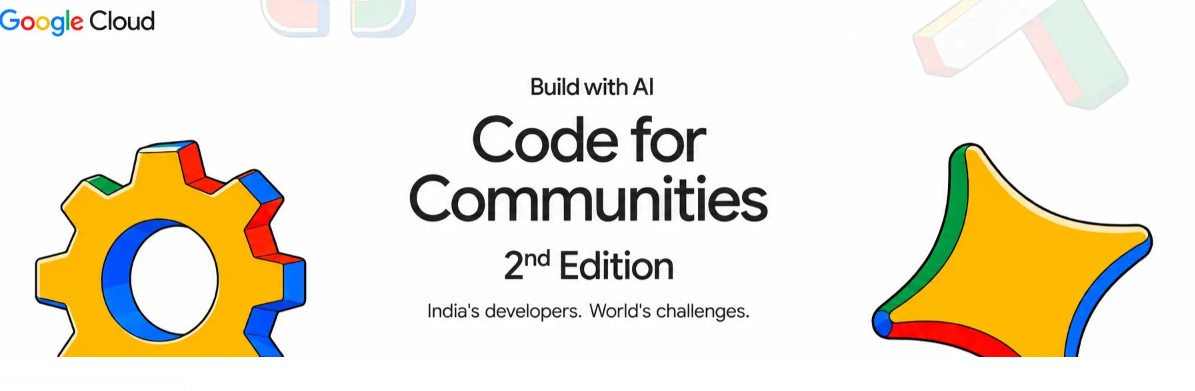 Google Cloud
Build with AI
Code for
Communities
2nd Edition
India's developers. World's challenges.